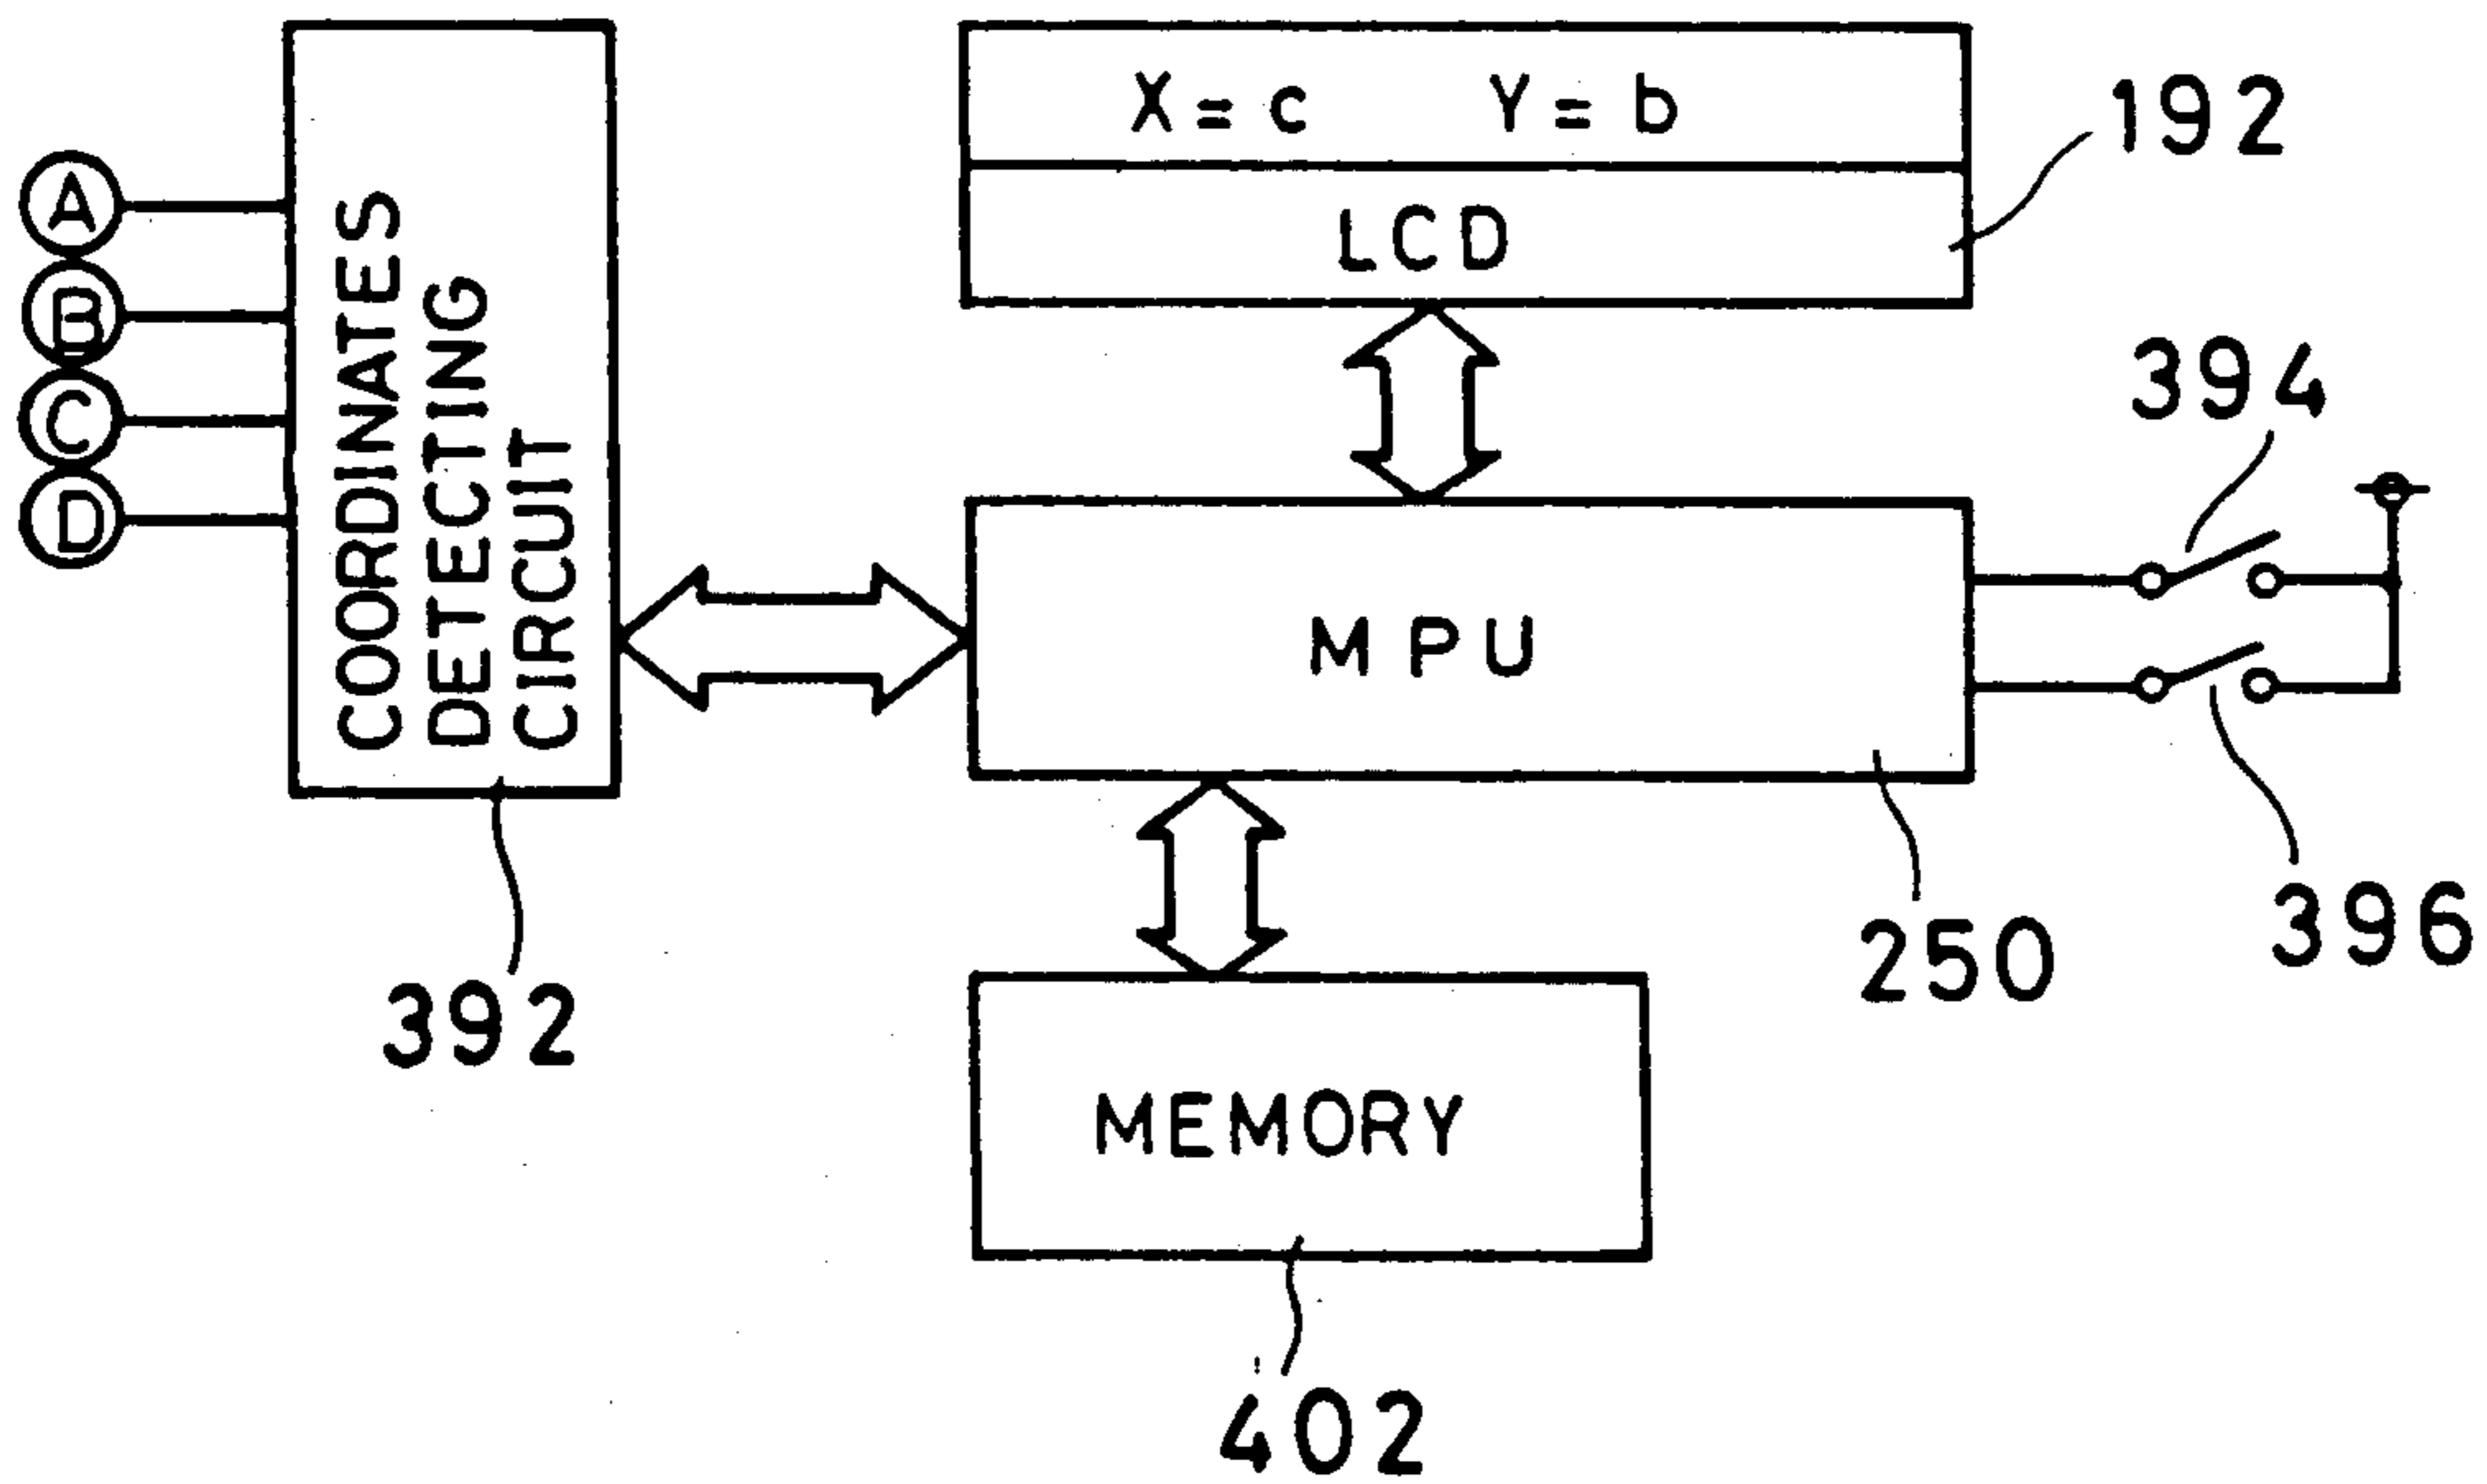 A
B
C
D
COORDINATES
DETECTING
CIRCUIT
392
X = c Y = b
LCD
192
MPU
250
394
396
MEMORY
402